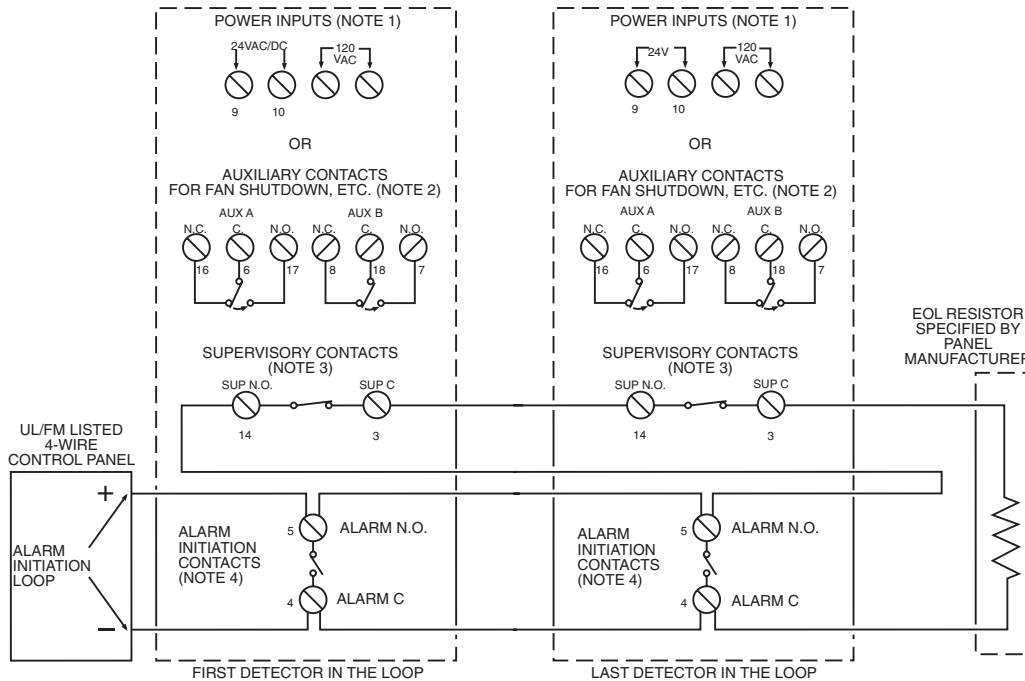 POWER INPUTS (NOTE 1)
24VAC/DC
120
VAC
9
10
OR
AUXILIARY CONTACTS
FOR FAN SHUTDOWN, ETC. (NOTE 2)
AUX A
AUX B
N.C.
C.
N.O.
N.C.
C.
N.O.
16
6
17
8
18
7
SUPERVISORY CONTACTS
(NOTE 3)
SUP N.O.
SUP C
14
3
POWER INPUTS (NOTE 1)
24V
120
VAC
9
10
OR
AUXILIARY CONTACTS
FOR FAN SHUTDOWN, ETC. (NOTE 2)
AUX A
AUX B
N.C.
C.
N.O.
N.C.
C.
N.O.
16
6
17
8
18
7
SUPERVISORY CONTACTS
(NOTE 3)
SUP N.O.
SUP C
14
3
EOL RESISTOR
SPECIFIED BY
PANEL
MANUFACTURER
UL/FM LISTED
4-WIRE
CONTROL PANEL
+
ALARM
INITIATION
LOOP
–
ALARM
INITIATION
CONTACTS
(NOTE 4)
5
ALARM N.O.
4
ALARM C
ALARM
INITIATION
CONTACTS
(NOTE 4)
5
ALARM N.O.
4
ALARM C
FIRST DETECTOR IN THE LOOP
LAST DETECTOR IN THE LOOP